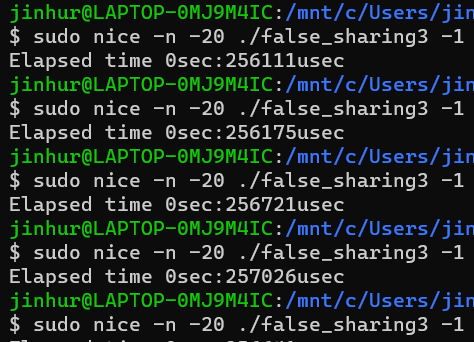 jinhur@LAPTOP-0MJ9M4IC:/mnt/c/Users/jin
$ sudo nice -n -20 ./false_sharing3 -1
Elapsed time 0sec:256111usec
jinhur@LAPTOP-0MJ9M4IC:/mnt/c/Users/jin
$ sudo nice -n -20 ./false_sharing3 -1
Elapsed time 0sec:256175usec
jinhur@LAPTOP-0MJ9M4IC:/mnt/c/Users/jin
$ sudo nice -n -20 ./false_sharing3 -1
Elapsed time 0sec:256721usec
jinhur@LAPTOP-0MJ9M4IC:/mnt/c/Users/jin
$ sudo nice -n -20 ./false_sharing3 -1
Elapsed time 0sec:257026usec
jinhur@LAPTOP-0MJ9M4IC:/mnt/c/Users/jin
$ sudo nice -n -20 ./false_sharing3 -1